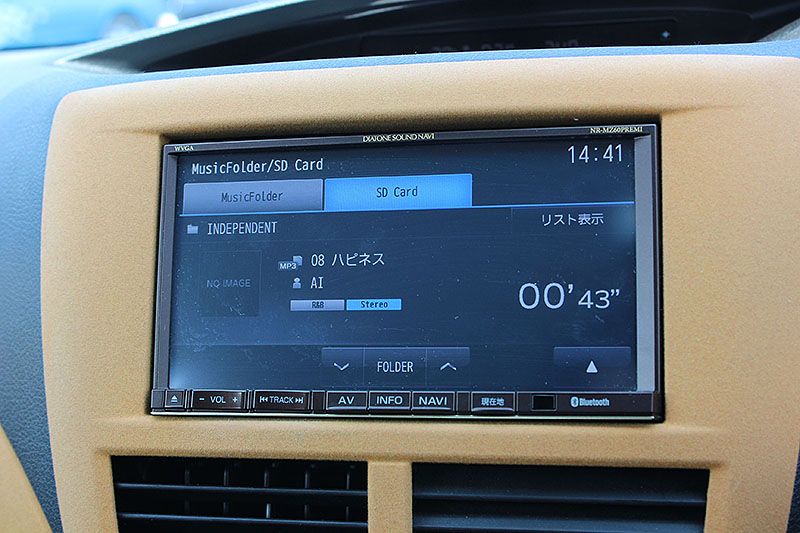 WVGA
DIATONE SOUND NAVI
NR-MZ60PREMI
MusicFolder/SD Card
14:41
MusicFolder
SD Card
INDEPENDENT
リスト表示
MP3
08 ハピネス
NO IMAGE
AI
00'43"
R&B
Stereo
FOLDER
- VOL +
TRACK
AV
INFO
NAVI
現在地
Bluetooth